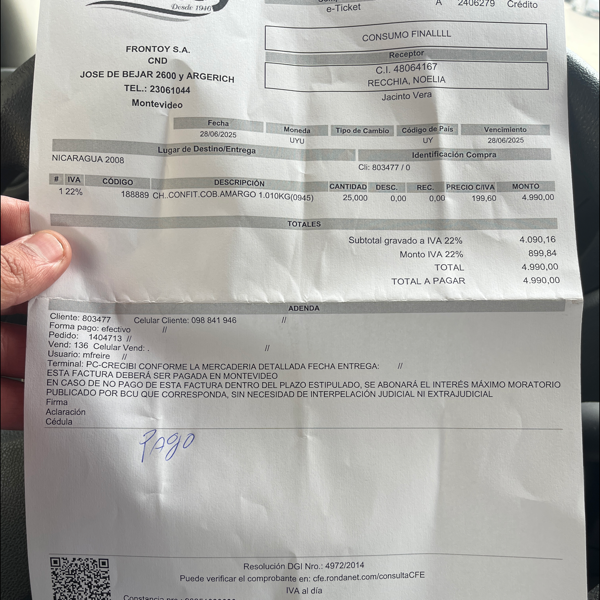 Desde 1946
e-Ticket
A 2406279 Crédito
FRONTOY S.A.
CND
JOSE DE BEJAR 2600 y ARGERICH
TEL.: 23061044
Montevideo
CONSUMO FINALLLL
Receptor
C.I. 48064167
RECCHIA, NOELIA
Jacinto Vera
Fecha Moneda Tipo de Cambio Código de País Vencimiento
28/06/2025 UYU UY 28/06/2025
Lugar de Destino/Entrega Identificación Compra
NICARAGUA 2008 Cli: 803477 / 0
# IVA CÓDIGO DESCRIPCIÓN CANTIDAD DESC. REC. PRECIO C/IVA MONTO
1 22% 188889 CH..CONFIT.COB.AMARGO 1.010KG(0945) 25,000 0,00 0,00 199,60 4.990,00
TOTALES
Subtotal gravado a IVA 22% 4.090,16
Monto IVA 22% 899,84
TOTAL 4.990,00
TOTAL A PAGAR 4.990,00
ADENDA
Cliente: 803477 Celular Cliente: 098 841 946 //
Forma pago: efectivo //
Pedido: 1404713 //
Vend: 136 Celular Vend: . //
Usuario: mfreire //
Terminal: PC-CRECIBI CONFORME LA MERCADERIA DETALLADA FECHA ENTREGA: //
ESTA FACTURA DEBERÁ SER PAGADA EN MONTEVIDEO
EN CASO DE NO PAGO DE ESTA FACTURA DENTRO DEL PLAZO ESTIPULADO, SE ABONARÁ EL INTERÉS MÁXIMO MORATORIO
PUBLICADO POR BCU QUE CORRESPONDA, SIN NECESIDAD DE INTERPELACIÓN JUDICIAL NI EXTRAJUDICIAL
Firma
Aclaración
Cédula
PAgo
Resolución DGI Nro.: 4972/2014
Puede verificar el comprobante en: cfe.rondanet.com/consultaCFE
IVA al día